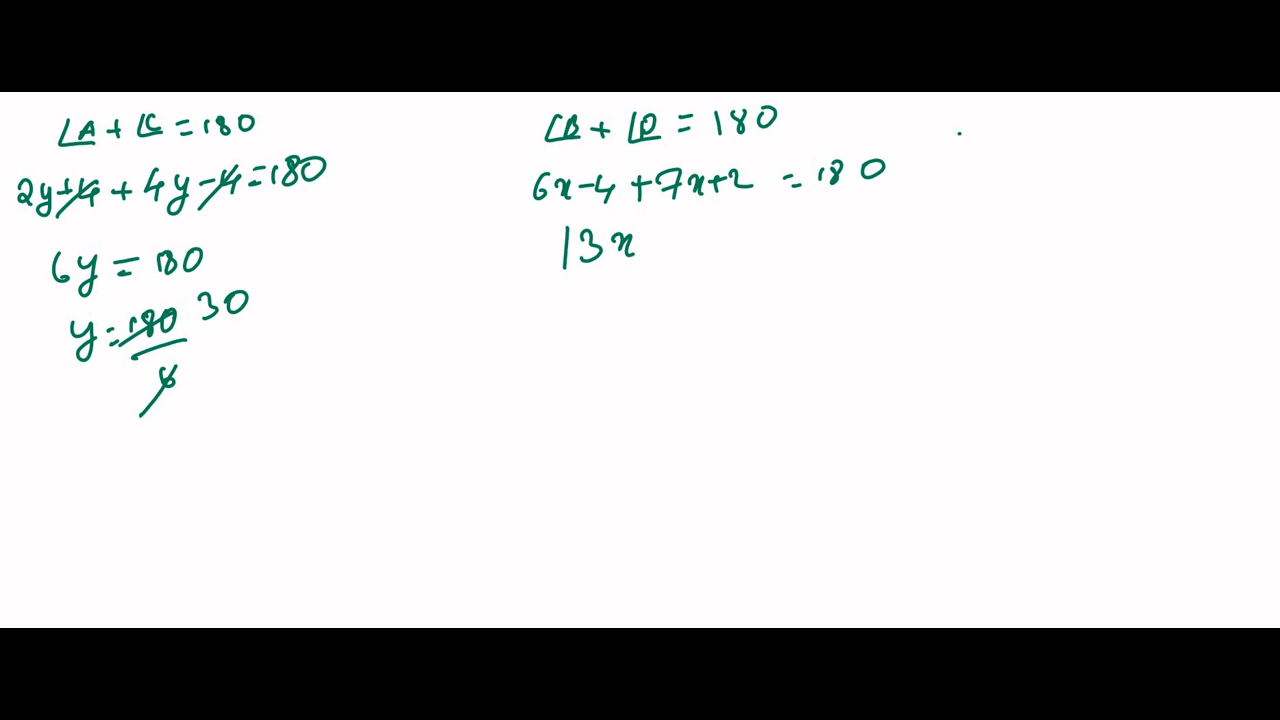 ∠A + ∠C = 180
2y+4 + 4y-4 = 180
6y = 180
y = 180/6 30
∠B + ∠D = 180
6x-4 + 7x+2 = 180
13x